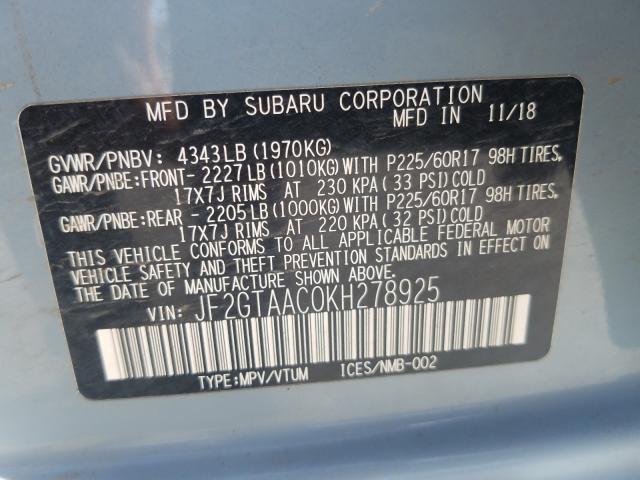 MFD BY SUBARU CORPORATION
MFD IN 11/18
GVWR/PNBV: 4343LB (1970KG)
GAWR/PNBE:FRONT- 2227LB (1010KG) WITH P225/60R17 98H TIRES,
17X7J RIMS AT 230 KPA (33 PSI) COLD
GAWR/PNBE:REAR - 2205LB (1000KG) WITH P225/60R17 98H TIRES,
17X7J RIMS AT 220 KPA (32 PSI) COLD
THIS VEHICLE CONFORMS TO ALL APPLICABLE FEDERAL MOTOR
VEHICLE SAFETY AND THEFT PREVENTION STANDARDS IN EFFECT ON
THE DATE OF MANUFACTURE SHOWN ABOVE.
VIN: JF2GTAAC0KH278925
TYPE:MPV/VTUM ICES/NMB-002